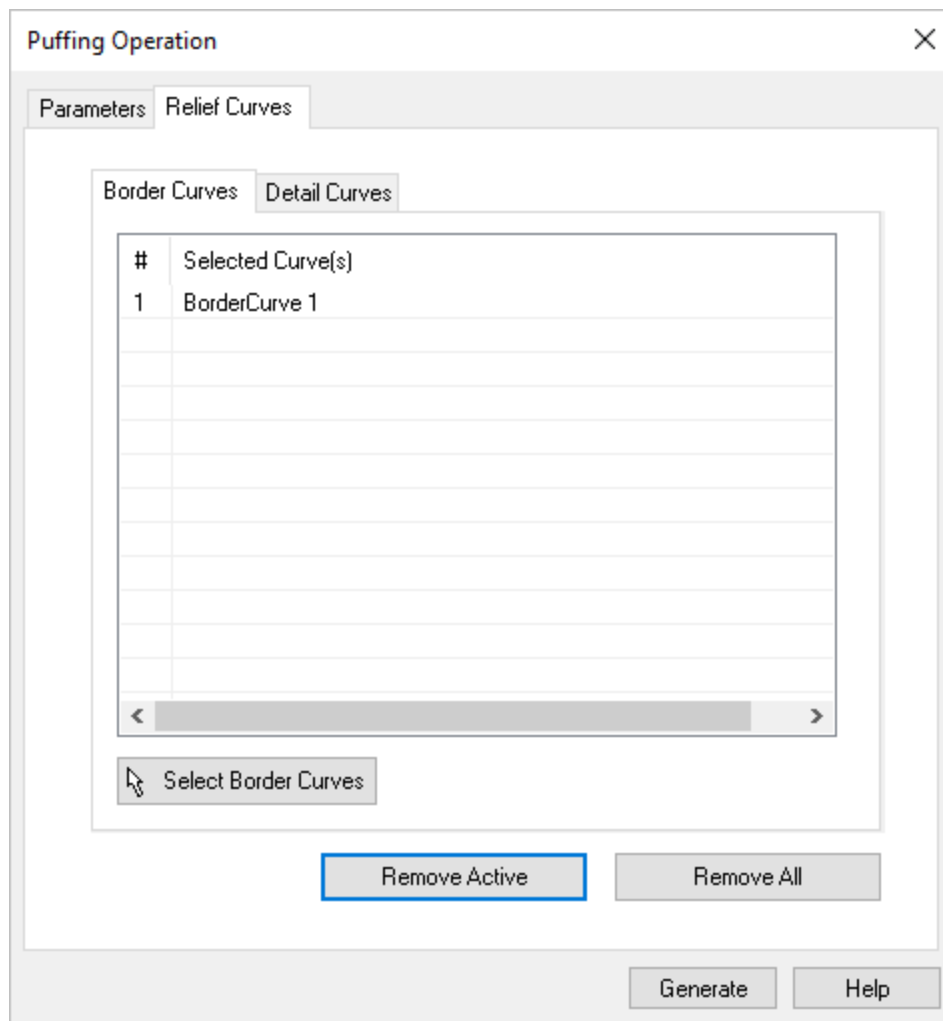 Puffing Operation
Parameters Relief Curves
Border Curves Detail Curves
# Selected Curve(s)
1 BorderCurve 1
Select Border Curves
Remove Active Remove All
Generate Help